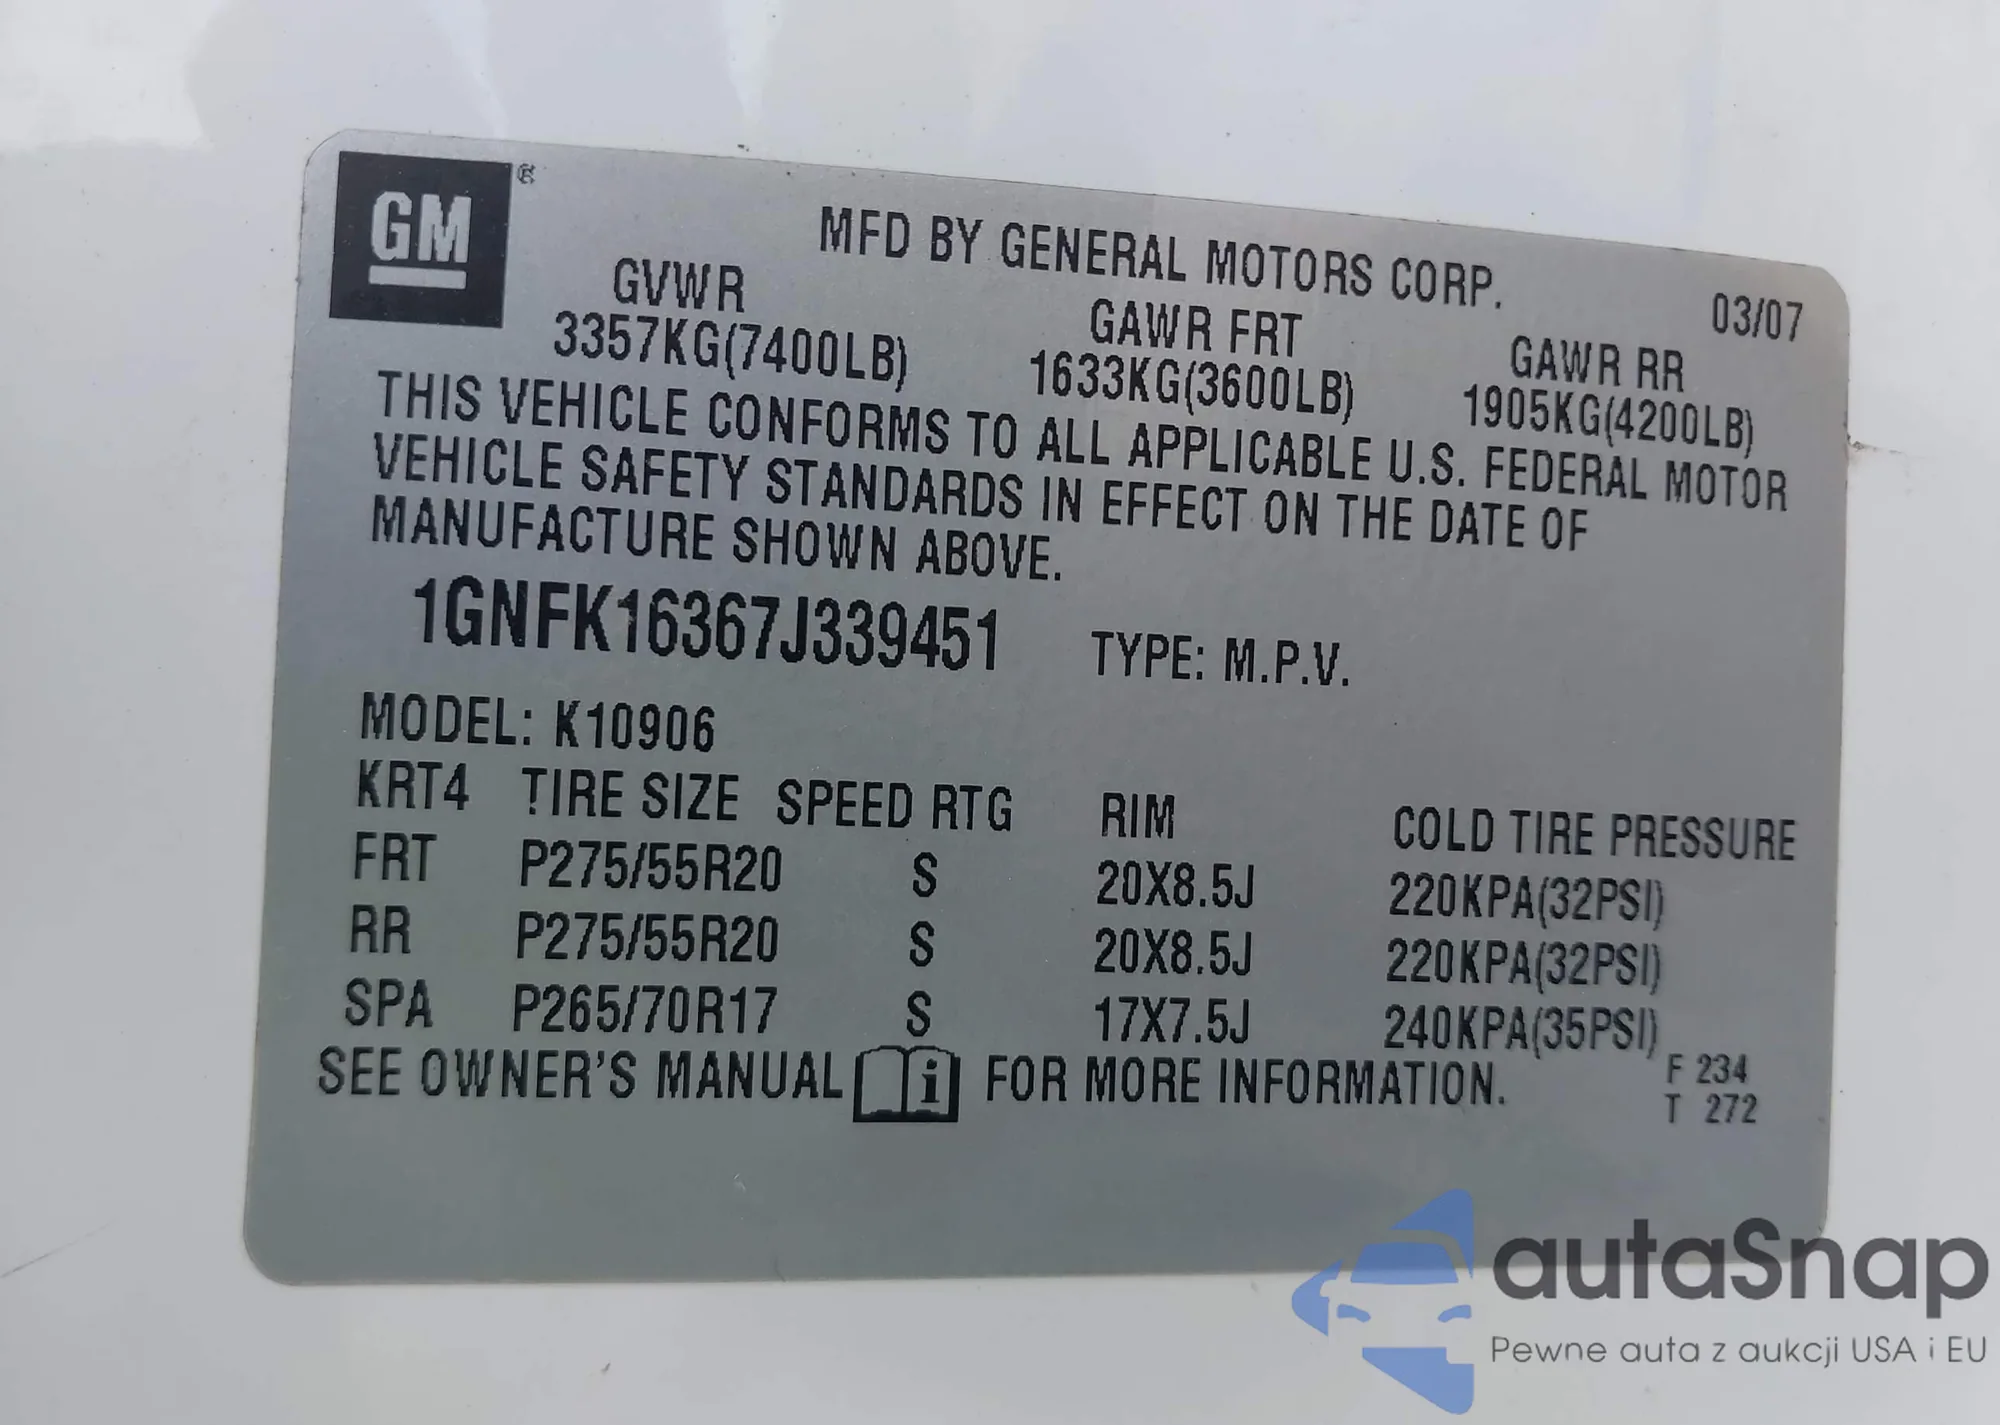 GM ®
MFD BY GENERAL MOTORS CORP.
03/07
GVWR GAWR FRT GAWR RR
3357KG(7400LB) 1633KG(3600LB) 1905KG(4200LB)
THIS VEHICLE CONFORMS TO ALL APPLICABLE U.S. FEDERAL MOTOR
VEHICLE SAFETY STANDARDS IN EFFECT ON THE DATE OF
MANUFACTURE SHOWN ABOVE.
1GNFK16367J339451 TYPE: M.P.V.
MODEL: K10906
KRT4 TIRE SIZE SPEED RTG RIM COLD TIRE PRESSURE
FRT P275/55R20 S 20X8.5J 220KPA(32PSI)
RR P275/55R20 S 20X8.5J 220KPA(32PSI)
SPA P265/70R17 S 17X7.5J 240KPA(35PSI)
SEE OWNER'S MANUAL i FOR MORE INFORMATION.
F 234
T 272
autaSnap
Pewne auta z aukcji USA i EU